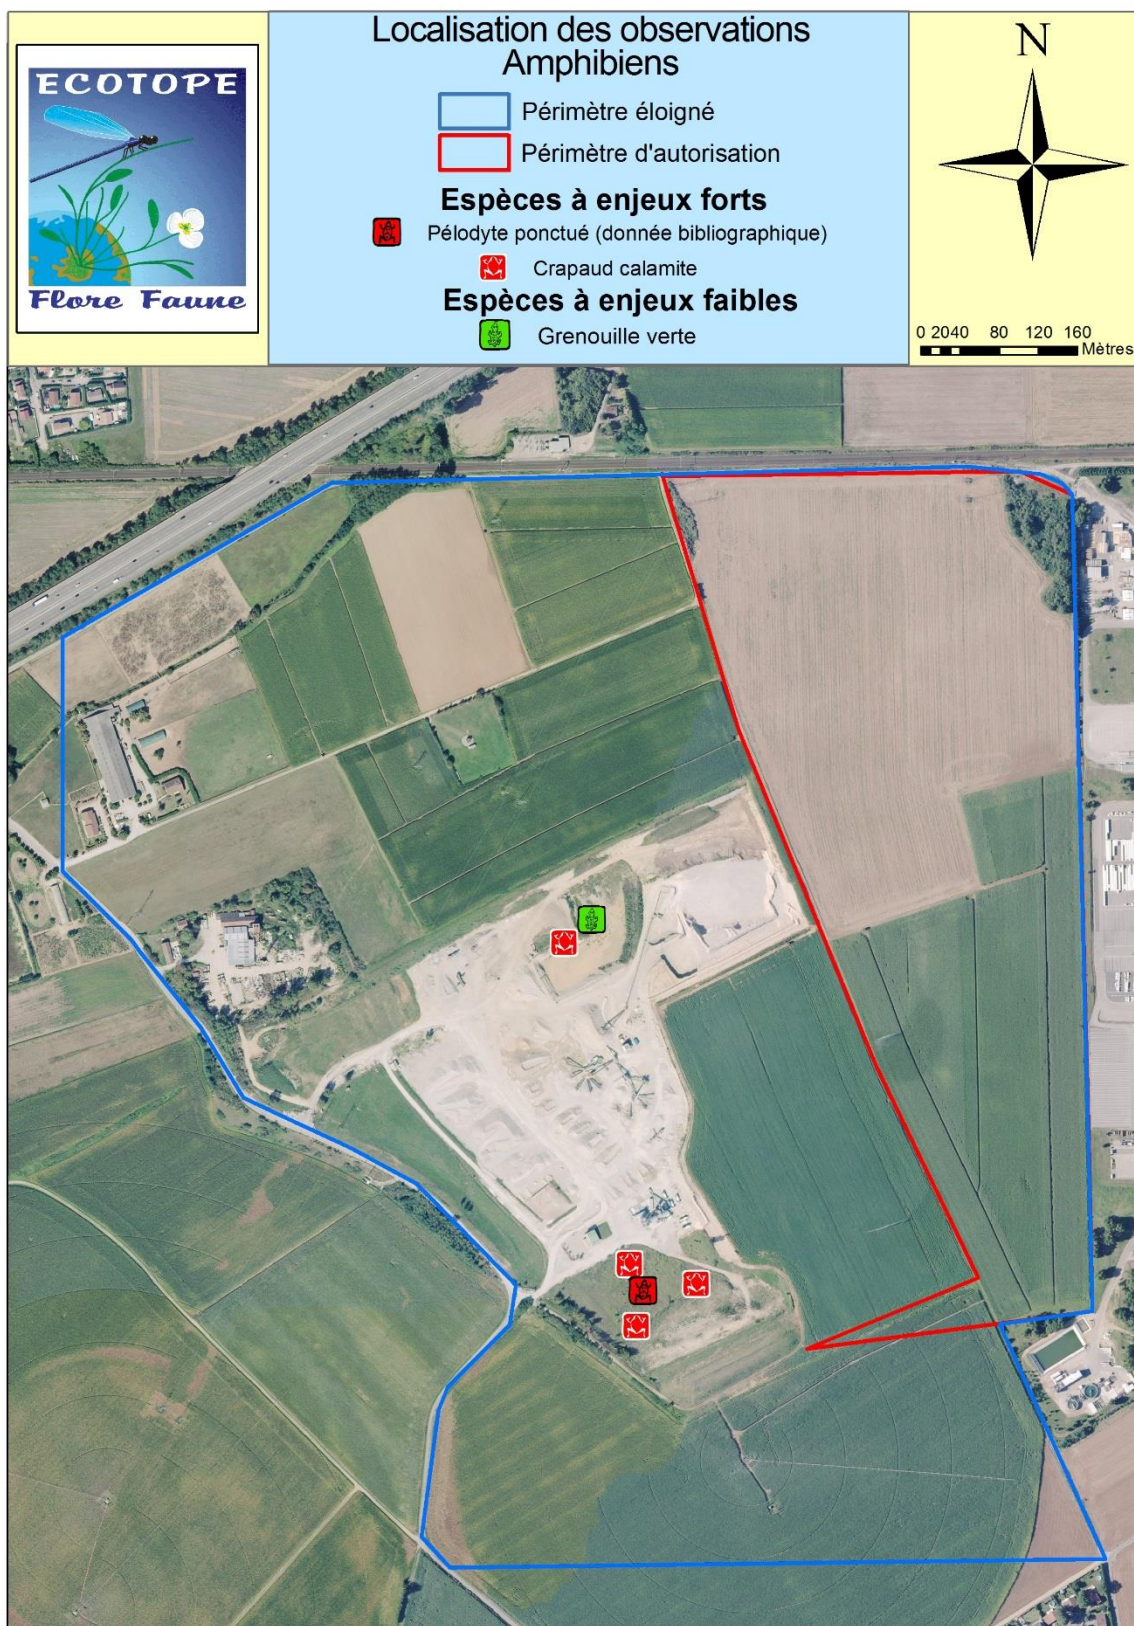 ECOTOPE
Flore Faune
Localisation des observations
Amphibiens
Périmètre éloigné
Périmètre d'autorisation
Espèces à enjeux forts
Pélodyte ponctué (donnée bibliographique)
Crapaud calamite
Espèces à enjeux faibles
Grenouille verte
N
0 2040 80 120 160
Mètres